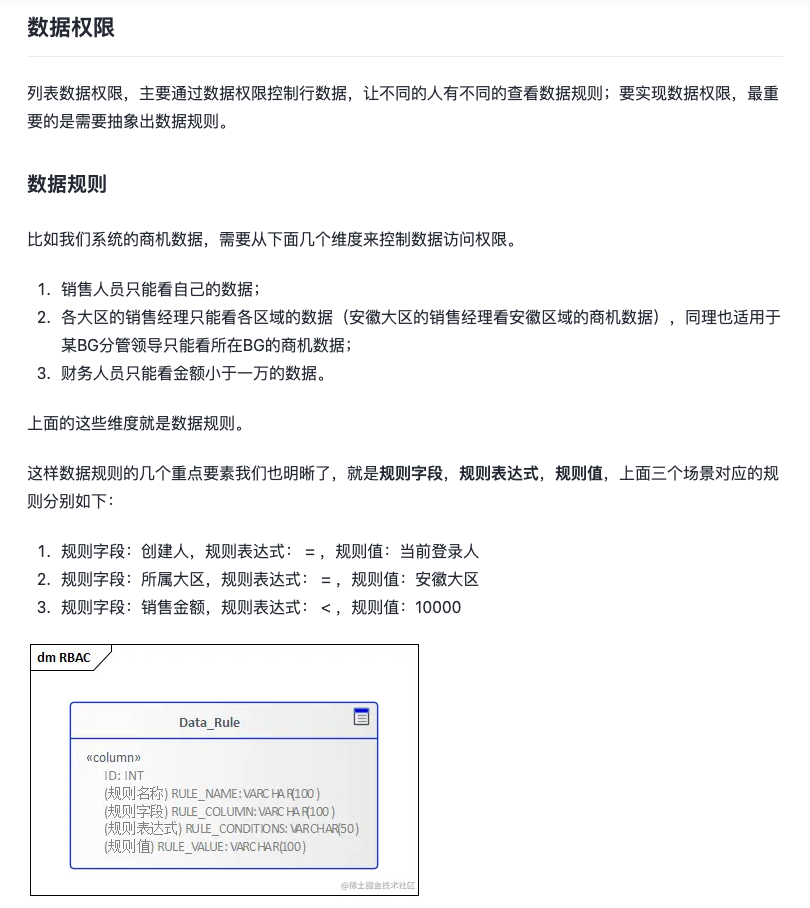 数据权限
列表数据权限，主要通过数据权限控制行数据，让不同的人有不同的查看数据规则；要实现数据权限，最重
要的是需要抽象出数据规则。
数据规则
比如我们系统的商机数据，需要从下面几个维度来控制数据访问权限。
1. 销售人员只能看自己的数据；
2. 各大区的销售经理只能看各区域的数据（安徽大区的销售经理看安徽区域的商机数据），同理也适用于
某BG分管领导只能看所在BG的商机数据；
3. 财务人员只能看金额小于一万的数据。
上面的这些维度就是数据规则。
这样数据规则的几个重点要素我们也明晰了，就是规则字段，规则表达式，规则值，上面三个场景对应的规
则分别如下：
1. 规则字段：创建人，规则表达式： = ，规则值：当前登录人
2. 规则字段：所属大区，规则表达式： = ，规则值：安徽大区
3. 规则字段：销售金额，规则表达式： < ，规则值：10000
dm RBAC
Data_Rule
«column»
ID: INT
(规则名称) RULE_NAME: VARCHAR(100)
(规则字段) RULE_COLUMN: VARCHAR(100)
(规则表达式) RULE_CONDITIONS: VARCHAR(50)
(规则值) RULE_VALUE: VARCHAR(100)
@稀土掘金技术社区